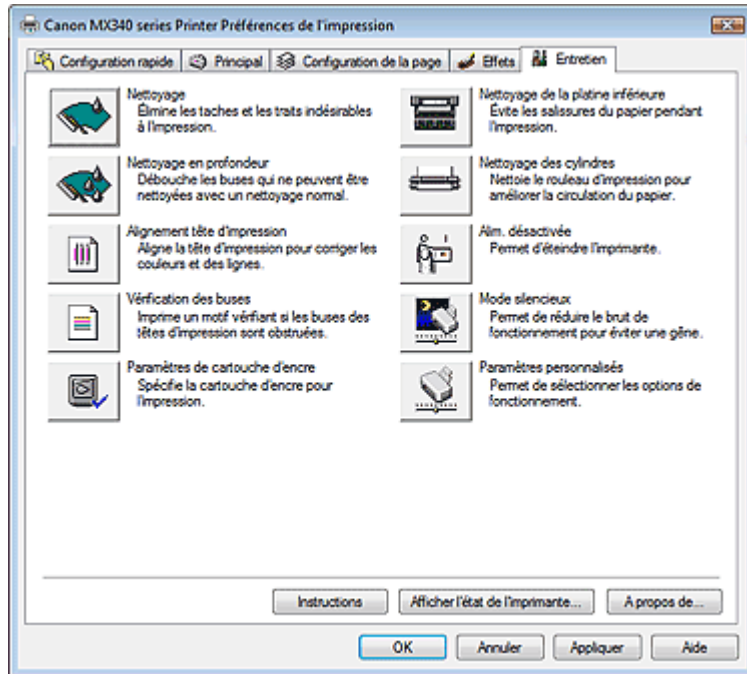 Canon MX340 series Printer Préférences de l'impression
Configuration rapide
Principal
Configuration de la page
Effets
Entretien
Nettoyage
Élimine les taches et les traits indésirables
à l'impression.
Nettoyage en profondeur
Débouche les buses qui ne peuvent être
nettoyées avec un nettoyage normal.
Alignement tête d'impression
Aligne la tête d'impression pour corriger les
couleurs et des lignes.
Vérification des buses
Imprime un motif vérifiant si les buses des
têtes d'impression sont obstruées.
Paramètres de cartouche d'encre
Spécifie la cartouche d'encre pour
l'impression.
Nettoyage de la platine inférieure
Évite les salissures du papier pendant
l'impression.
Nettoyage des cylindres
Nettoie le rouleau d'impression pour
améliorer la circulation du papier.
Alim. désactivée
Permet d'éteindre l'imprimante.
Mode silencieux
Permet de réduire le bruit de
fonctionnement pour éviter une gêne.
Paramètres personnalisés
Permet de sélectionner les options de
fonctionnement.
Instructions
Afficher l'état de l'imprimante...
A propos de...
OK
Annuler
Appliquer
Aide